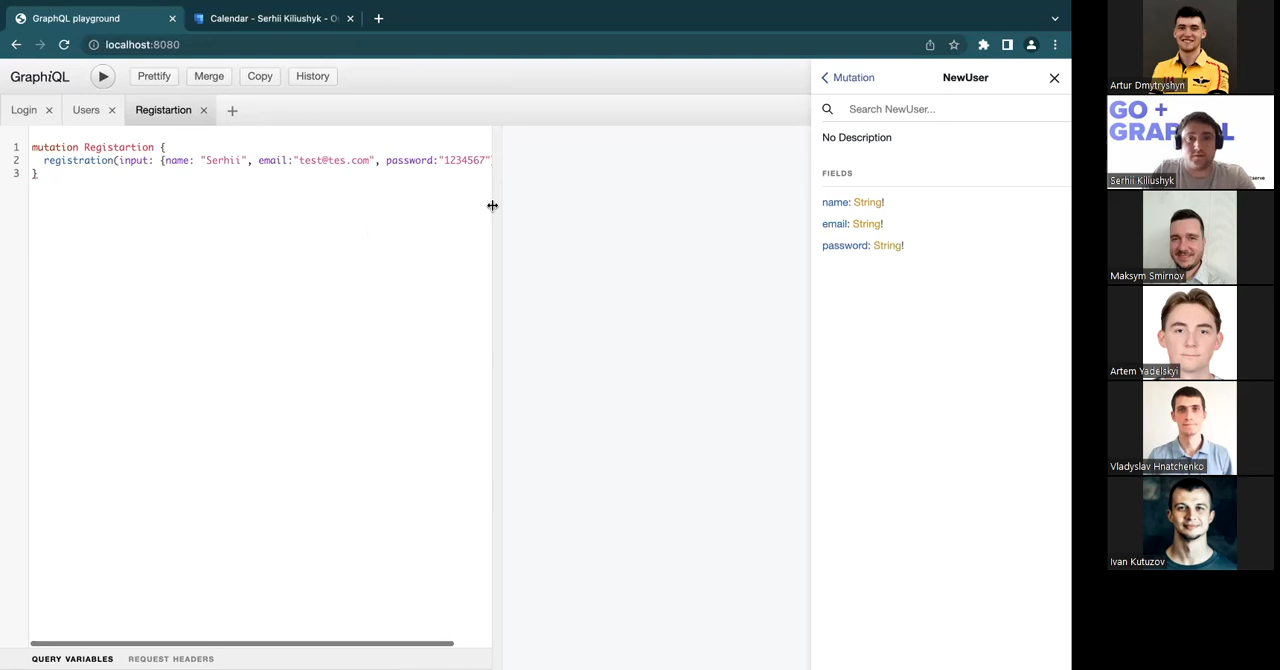 GraphQL playground
Calendar - Serhii Kiliushyk - O
localhost:8080
GraphiQL
Prettify
Merge
Copy
History
Login
Users
Registartion
1 mutation Registartion {
2 registration(input: {name: "Serhii", email:"test@tes.com", password:"1234567"
3 }
QUERY VARIABLES
REQUEST HEADERS
Mutation
NewUser
Search NewUser...
No Description
FIELDS
name: String!
email: String!
password: String!
Artur Dmytryshyn
GO +
Serhii Kiliushyk
Maksym Smirnov
Artem Yadelskyi
Vladyslav Hnatchenko
Ivan Kutuzov